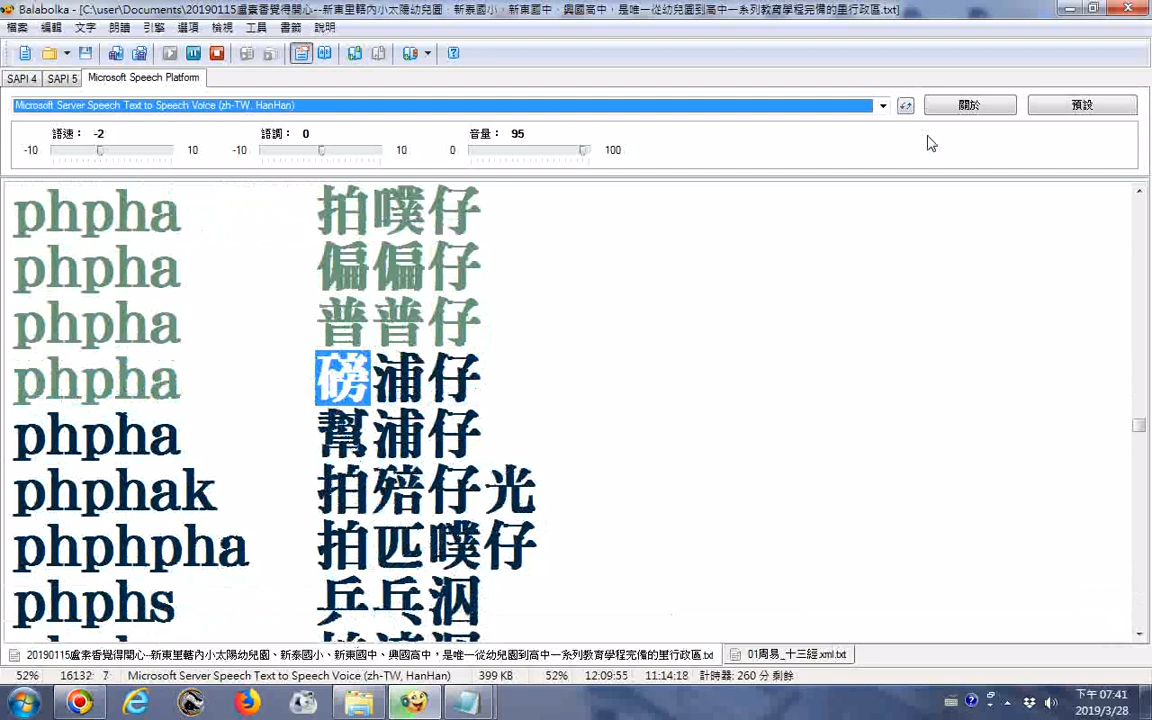 Balabolka - [C:\user\Documents\20190115盧素香覺得開心--新東里轄內小太陽幼兒園、新泰國小、新東國中、興國高中，是唯一從幼兒園到高中一系列教育學程完備的里行政區.txt]
檔案 編輯 文字 朗讀 引擎 選項 檢視 工具 書籤 說明
SAPI 4 SAPI 5 Microsoft Speech Platform
Microsoft Server Speech Text to Speech Voice (zh-TW, HanHan) 關於 預設
語速： -2 語調： 0 音量： 95
-10 10 -10 10 0 100
phpha 拍噗仔
phpha 偏偏仔
phpha 普普仔
phpha 磅浦仔
phpha 幫浦仔
phphak 拍殕仔光
phphpha 拍匹噗仔
phphs 乒乓泅
20190115盧素香覺得開心--新東里轄內小太陽幼兒園、新泰國小、新東國中、興國高中，是唯一從幼兒園到高中一系列教育學程完備的里行政區.txt 01周易_十三經.xml.txt
52% 16132: 7 Microsoft Server Speech Text to Speech Voice (zh-TW, HanHan) 399 KB 52% 12:09:55 11:14:18 計時器: 260 分 剩餘
下午 07:41
2019/3/28